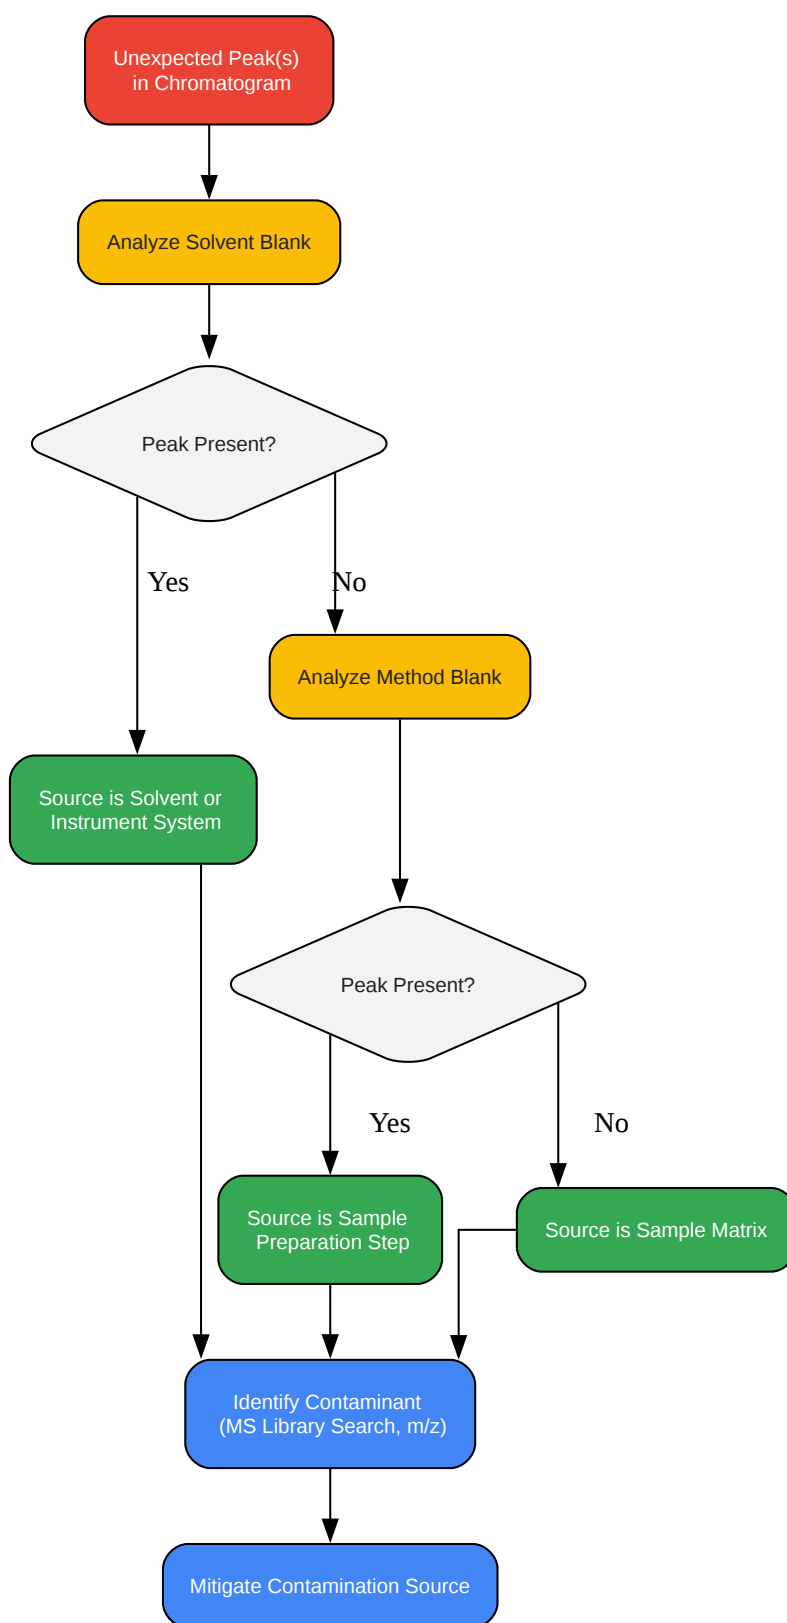 Unexpected Peak(s)
in Chromatogram
Analyze Solvent Blank
Peak Present?
Yes
No
Analyze Method Blank
Source is Solvent or
Instrument System
Peak Present?
Yes
No
Source is Sample
Preparation Step
Source is Sample Matrix
Identify Contaminant
(MS Library Search, m/z)
Mitigate Contamination Source